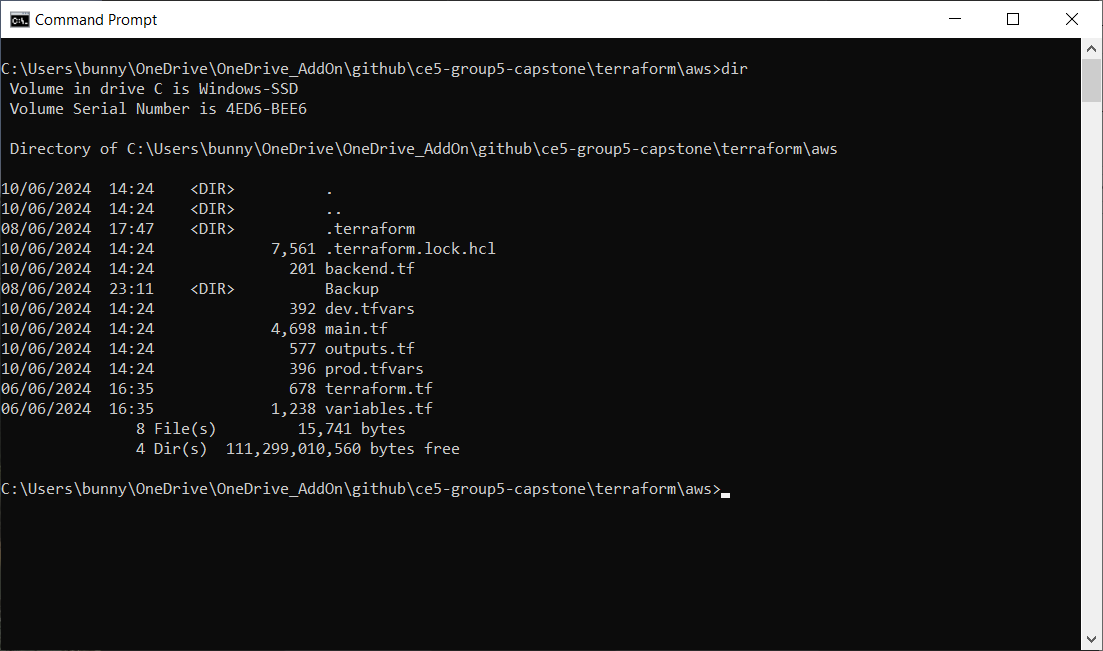 Command Prompt
C:\Users\bunny\OneDrive\OneDrive_AddOn\github\ce5-group5-capstone\terraform\aws>dir
 Volume in drive C is Windows-SSD
 Volume Serial Number is 4ED6-BEE6
 Directory of C:\Users\bunny\OneDrive\OneDrive_AddOn\github\ce5-group5-capstone\terraform\aws
10/06/2024  14:24    <DIR>          .
10/06/2024  14:24    <DIR>          ..
08/06/2024  17:47    <DIR>          .terraform
10/06/2024  14:24             7,561 .terraform.lock.hcl
10/06/2024  14:24               201 backend.tf
08/06/2024  23:11    <DIR>          Backup
10/06/2024  14:24               392 dev.tfvars
10/06/2024  14:24             4,698 main.tf
10/06/2024  14:24               577 outputs.tf
10/06/2024  14:24               396 prod.tfvars
06/06/2024  16:35               678 terraform.tf
06/06/2024  16:35             1,238 variables.tf
               8 File(s)         15,741 bytes
               4 Dir(s)  111,299,010,560 bytes free
C:\Users\bunny\OneDrive\OneDrive_AddOn\github\ce5-group5-capstone\terraform\aws>